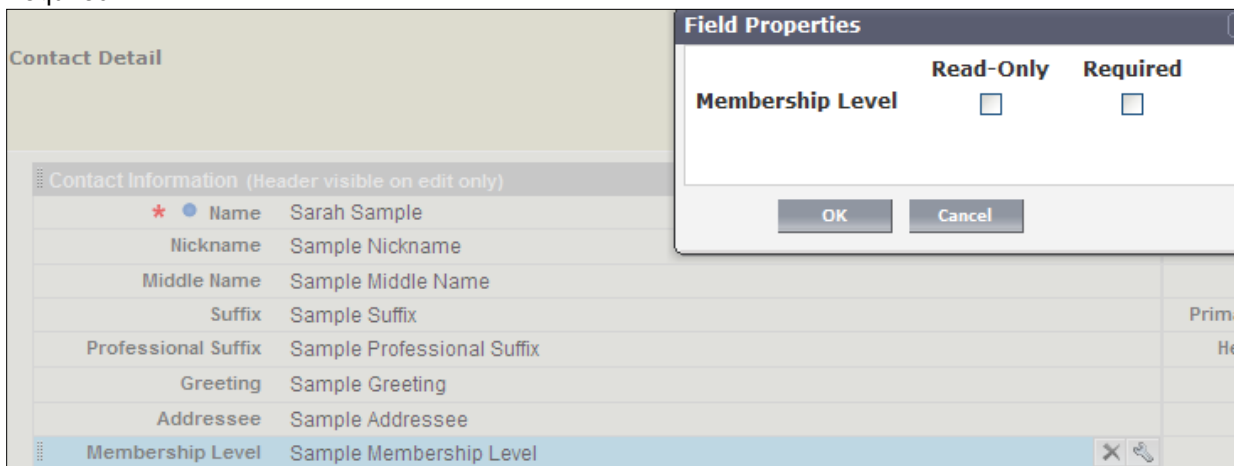 Field Properties
Contact Detail
Read-Only Required
Membership Level
Contact Information (Header visible on edit only)
OK Cancel
* Name Sarah Sample
Nickname Sample Nickname
Middle Name Sample Middle Name
Suffix Sample Suffix
Prim
Professional Suffix Sample Professional Suffix
He
Greeting Sample Greeting
Addressee Sample Addressee
Membership Level Sample Membership Level